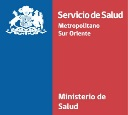 Servicio de Salud
Metropolitano
Sur Oriente
Ministerio de
Salud